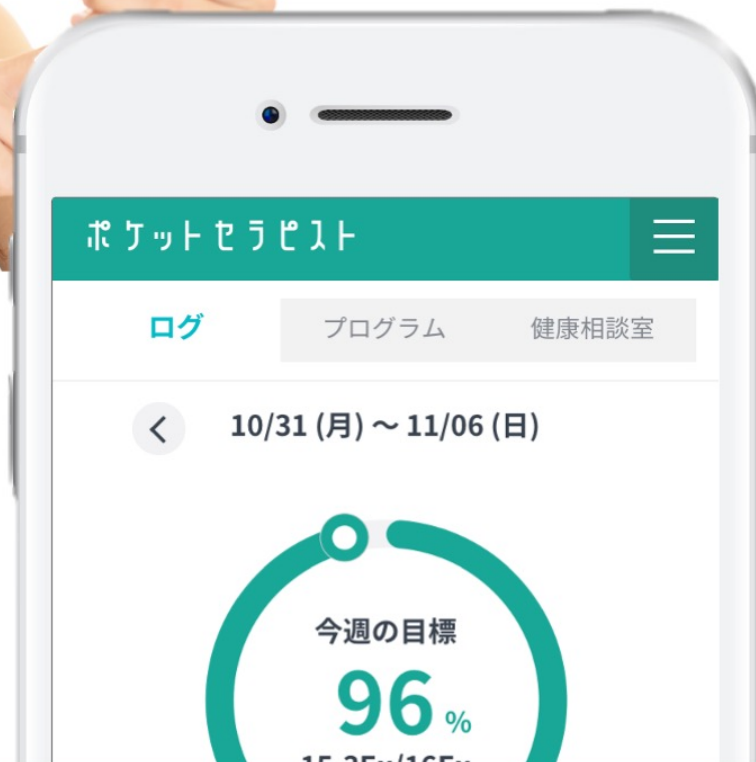 ポケットセラピスト
ログ プログラム 健康相談室
10/31 (月) 〜 11/06 (日)
今週の目標
96 %